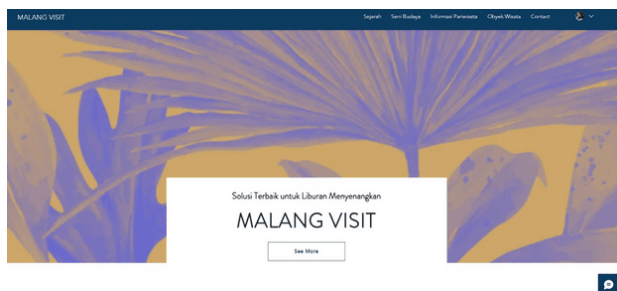 MALANG VISIT
Sejarah Seni Budaya Informasi Pariwisata Obyek Wisata Contact
Solusi Terbaik untuk Liburan Menyenangkan
MALANG VISIT
See More